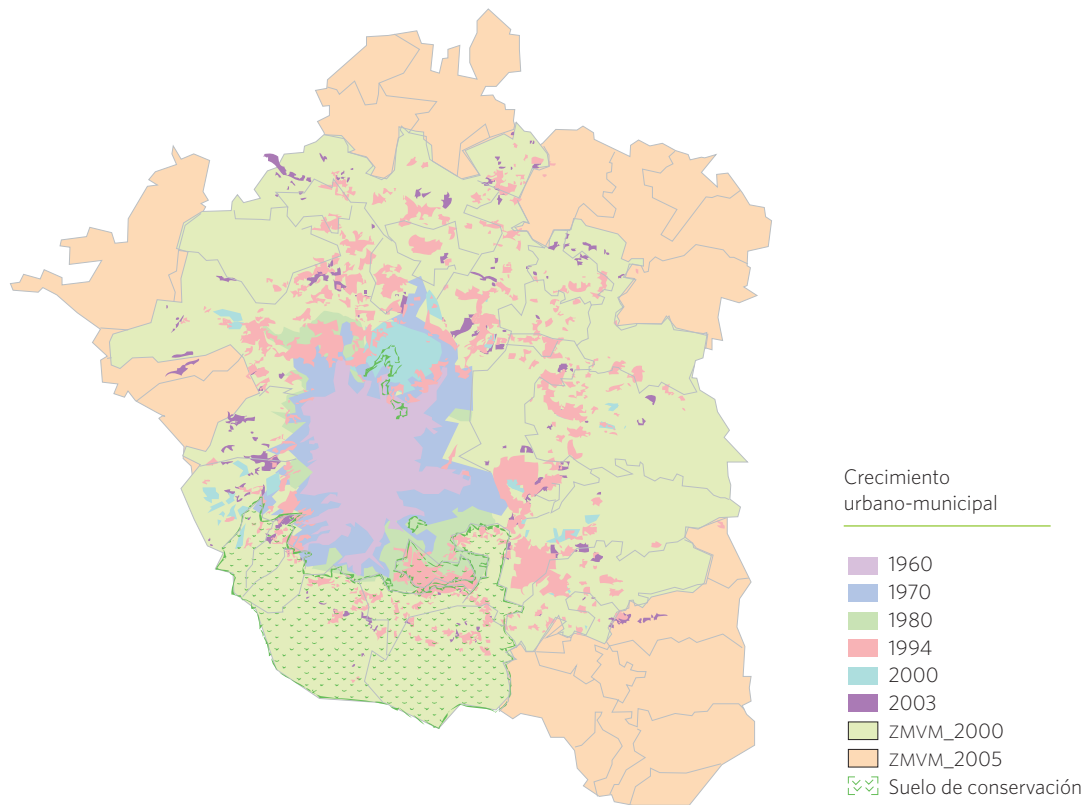 Crecimiento
urbano-municipal
1960
1970
1980
1994
2000
2003
ZMVM_2000
ZMVM_2005
Suelo de conservación